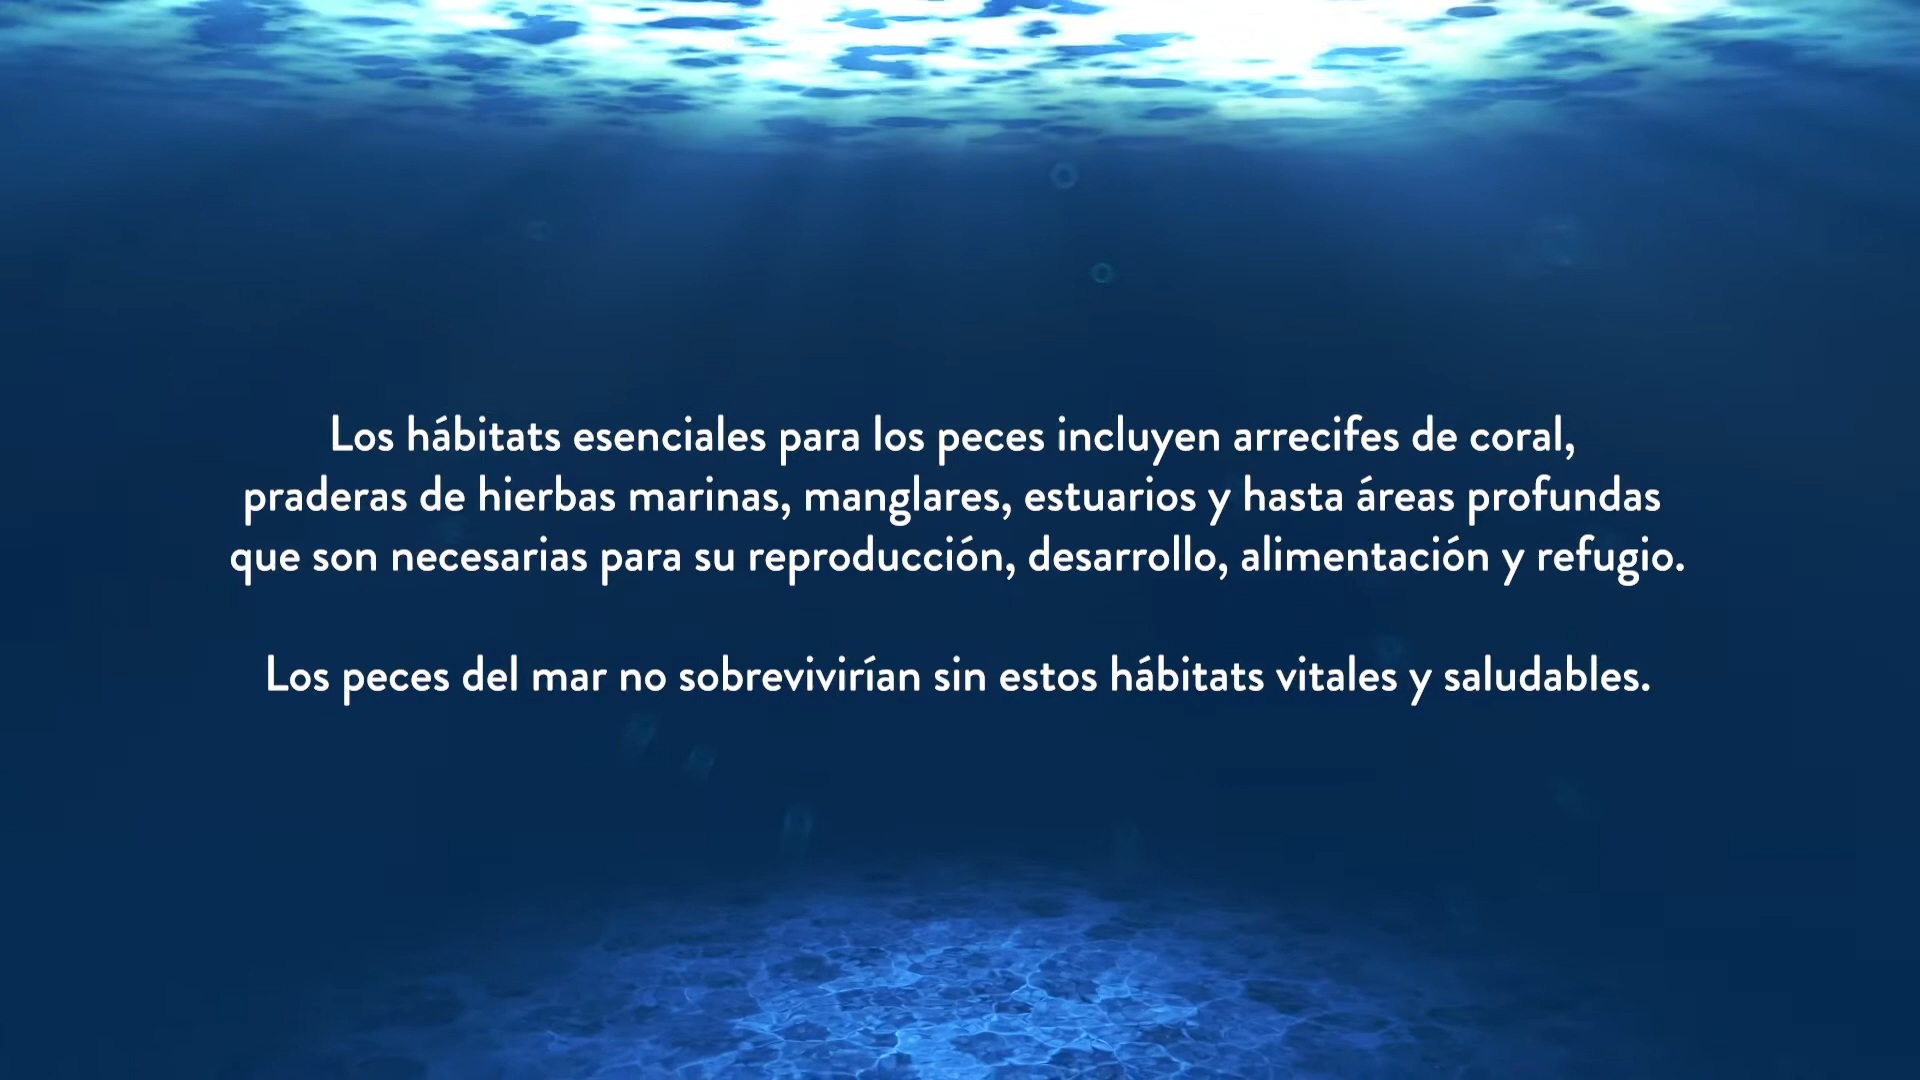 Los hábitats esenciales para los peces incluyen arrecifes de coral,
praderas de hierbas marinas, manglares, estuarios y hasta áreas profundas
que son necesarias para su reproducción, desarrollo, alimentación y refugio.
Los peces del mar no sobrevivirían sin estos hábitats vitales y saludables.